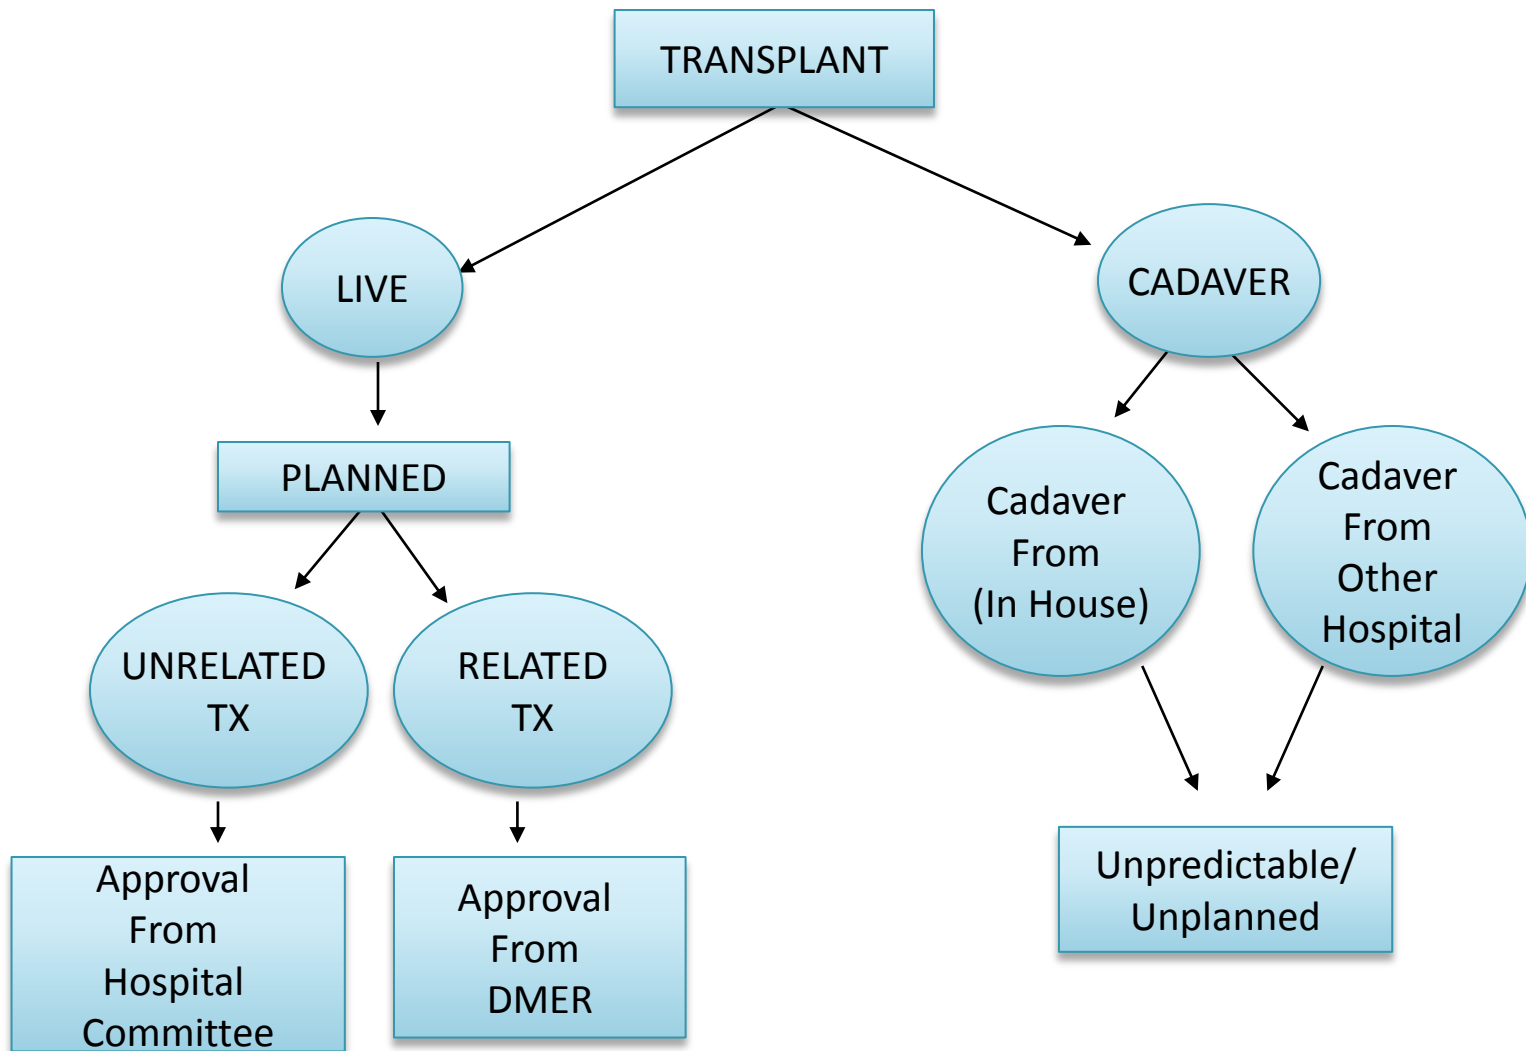 TRANSPLANT
LIVE
CADAVER
PLANNED
Cadaver
From
(In House)
Cadaver
From
Other
Hospital
UNRELATED
TX
RELATED
TX
Approval
From
Hospital
Committee
Approval
From
DMER
Unpredictable/
Unplanned